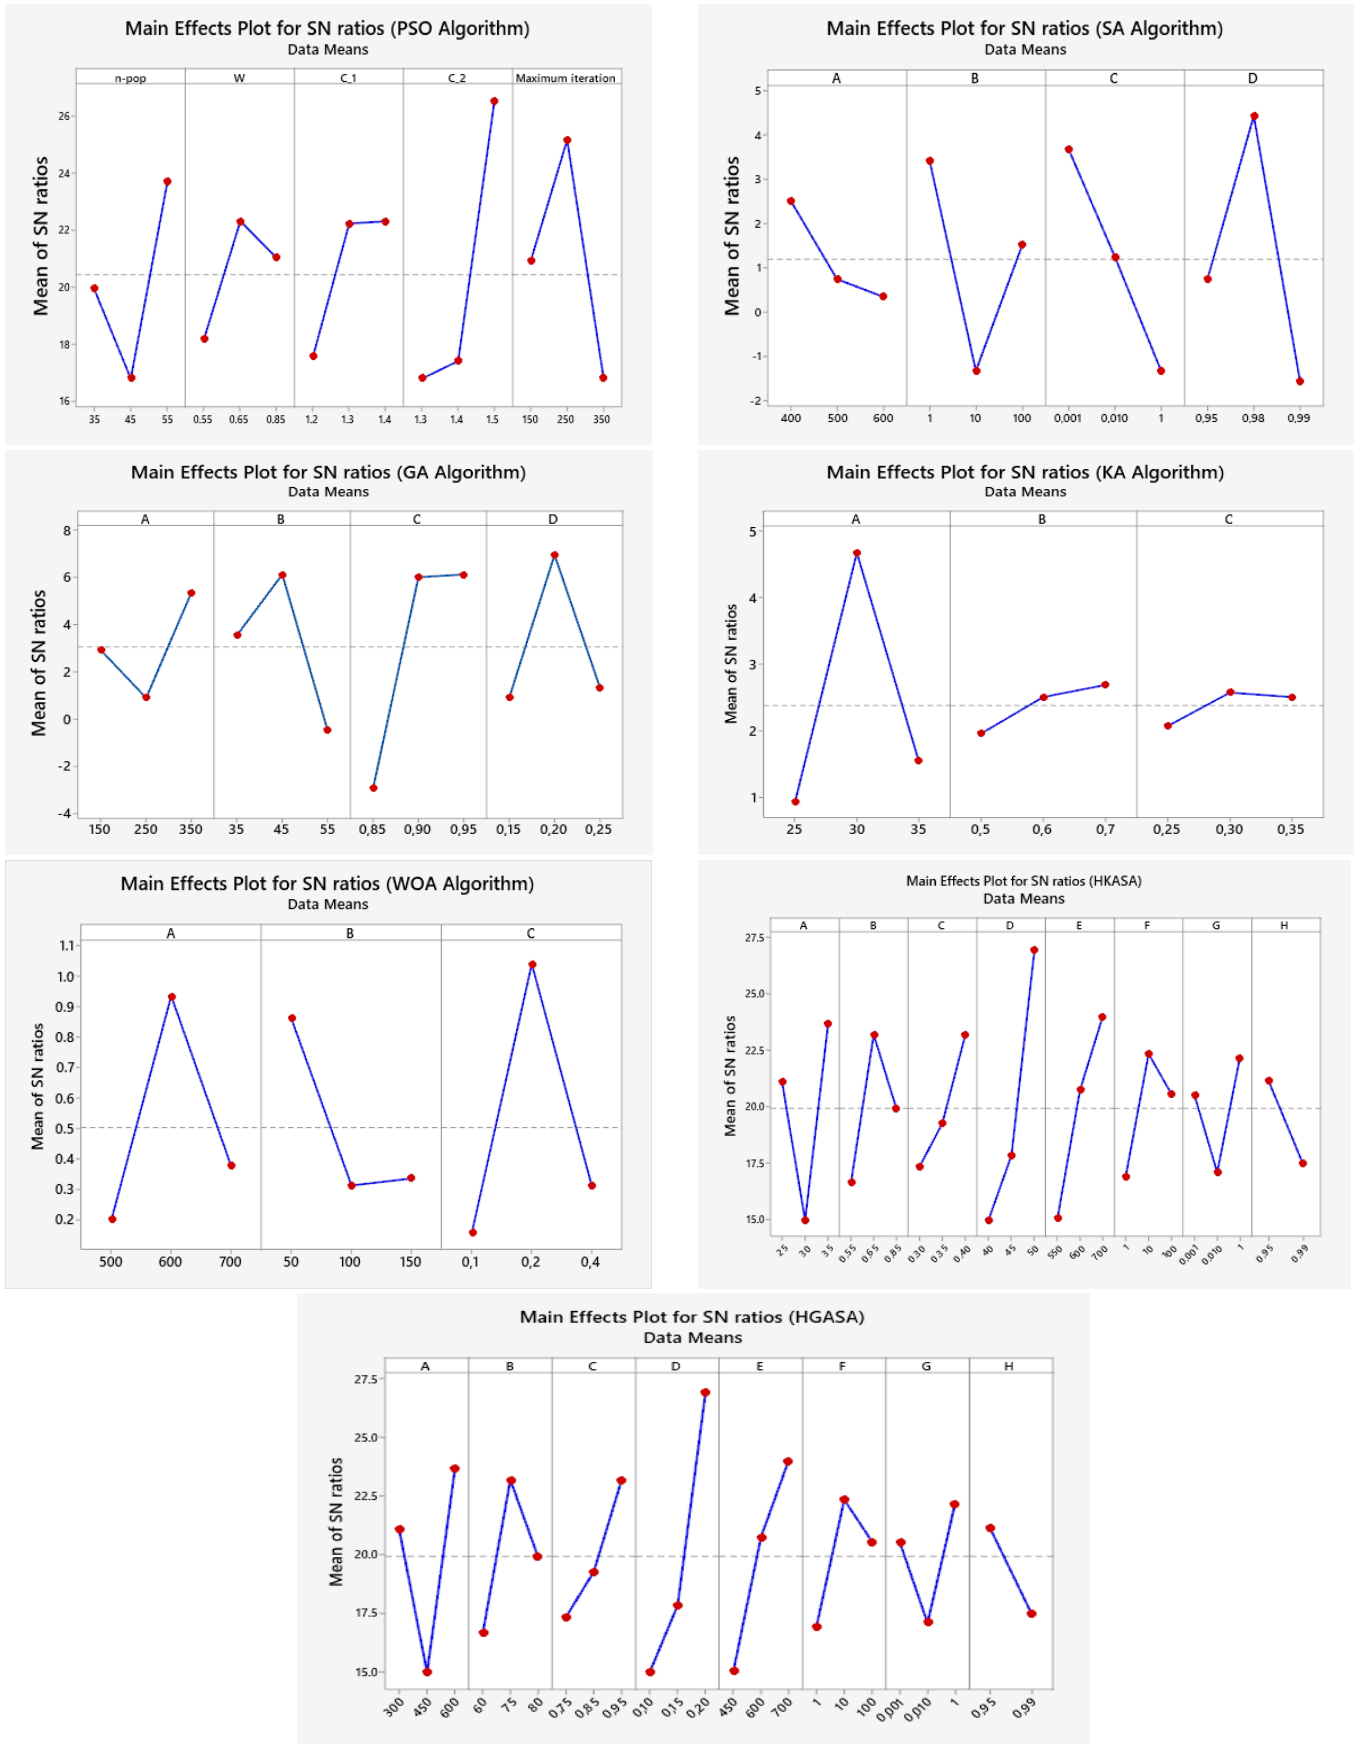 Main Effects Plot for SN ratios (PSO Algorithm)
Data Means
n-pop W C_1 C_2 Maximum iteration
Mean of SN ratios
26
24
22
20
18
16
35 45 55 0.55 0.65 0.85 1.2 1.3 1.4 1.3 1.4 1.5 150 250 350
Main Effects Plot for SN ratios (SA Algorithm)
Data Means
A B C D
Mean of SN ratios
5
4
3
2
1
0
-1
-2
400 500 600 1 10 100 0,001 0,010 1 0,95 0,98 0,99
Main Effects Plot for SN ratios (GA Algorithm)
Data Means
A B C D
Mean of SN ratios
8
6
4
2
0
-2
-4
150 250 350 35 45 55 0,85 0,90 0,95 0,15 0,20 0,25
Main Effects Plot for SN ratios (KA Algorithm)
Data Means
A B C
Mean of SN ratios
5
4
3
2
1
25 30 35 0,5 0,6 0,7 0,25 0,30 0,35
Main Effects Plot for SN ratios (WOA Algorithm)
Data Means
A B C
Mean of SN ratios
1.1
1.0
0.9
0.8
0.7
0.6
0.5
0.4
0.3
0.2
500 600 700 50 100 150 0,1 0,2 0,4
Main Effects Plot for SN ratios (HKASA)
Data Means
A B C D E F G H
Mean of SN ratios
27.5
25.0
22.5
20.0
17.5
15.0
25 30 35 0.55 0.65 0.85 0.30 0.35 0.40 40 45 50 550 600 700 1 10 100 0.001 0.010 1 0.95 0.99
Main Effects Plot for SN ratios (HGASA)
Data Means
A B C D E F G H
Mean of SN ratios
27.5
25.0
22.5
20.0
17.5
15.0
300 450 600 60 75 80 0,75 0,85 0,95 0,10 0,15 0,20 450 600 700 1 10 100 0,001 0,010 1 0,95 0,99